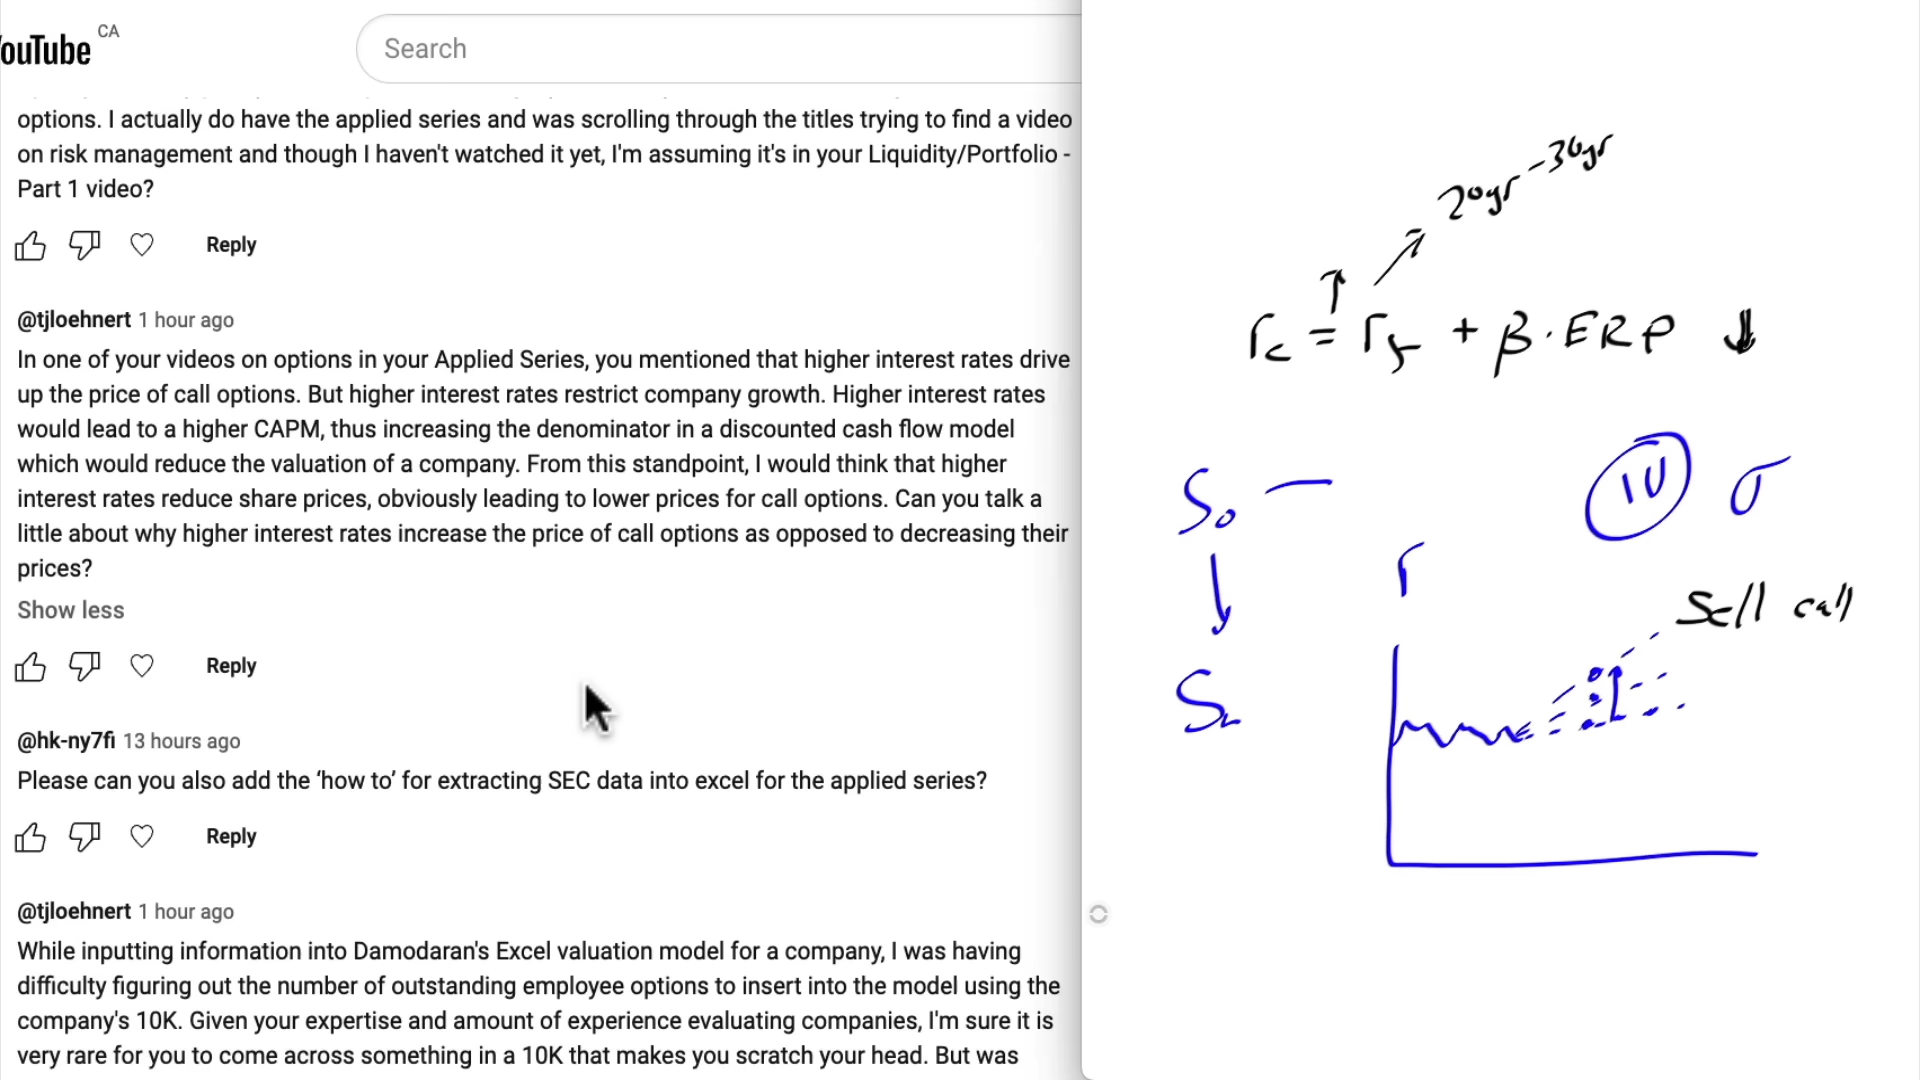 ouTube CA
Search
options. I actually do have the applied series and was scrolling through the titles trying to find a video
on risk management and though I haven't watched it yet, I'm assuming it's in your Liquidity/Portfolio -
Part 1 video?
Reply
@tjloehnert 1 hour ago
In one of your videos on options in your Applied Series, you mentioned that higher interest rates drive
up the price of call options. But higher interest rates restrict company growth. Higher interest rates
would lead to a higher CAPM, thus increasing the denominator in a discounted cash flow model
which would reduce the valuation of a company. From this standpoint, I would think that higher
interest rates reduce share prices, obviously leading to lower prices for call options. Can you talk a
little about why higher interest rates increase the price of call options as opposed to decreasing their
prices?
Show less
Reply
@hk-ny7fi 13 hours ago
Please can you also add the ‘how to’ for extracting SEC data into excel for the applied series?
Reply
@tjloehnert 1 hour ago
While inputting information into Damodaran's Excel valuation model for a company, I was having
difficulty figuring out the number of outstanding employee options to insert into the model using the
company's 10K. Given your expertise and amount of experience evaluating companies, I'm sure it is
very rare for you to come across something in a 10K that makes you scratch your head. But was
20yr - 30yr
r = rf + β · ERP ↓
S₀
σ
r
Sell call